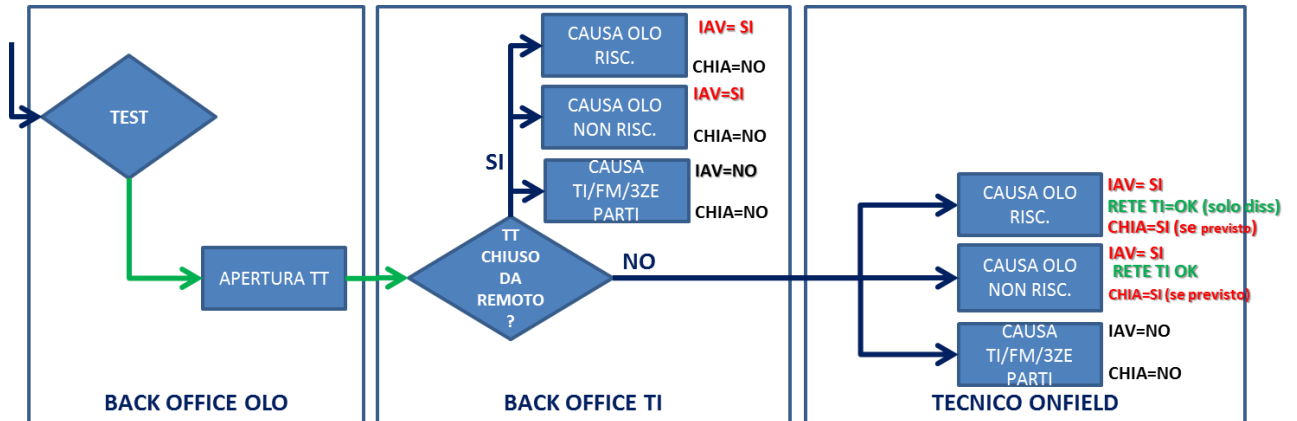 TEST
APERTURA TT
BACK OFFICE OLO
CAUSA OLO
RISC.
IAV= SI
CHIA=NO
CAUSA OLO
NON RISC.
IAV=SI
CHIA=NO
CAUSA
TI/FM/3ZE
PARTI
IAV=NO
CHIA=NO
SI
TT
CHIUSO
DA
REMOTO
?
NO
BACK OFFICE TI
CAUSA OLO
RISC.
IAV= SI
RETE TI=OK (solo diss)
CHIA=SI (se previsto)
CAUSA OLO
NON RISC.
IAV= SI
RETE TI OK
CHIA=SI (se previsto)
CAUSA
TI/FM/3ZE
PARTI
IAV=NO
CHIA=NO
TECNICO ONFIELD